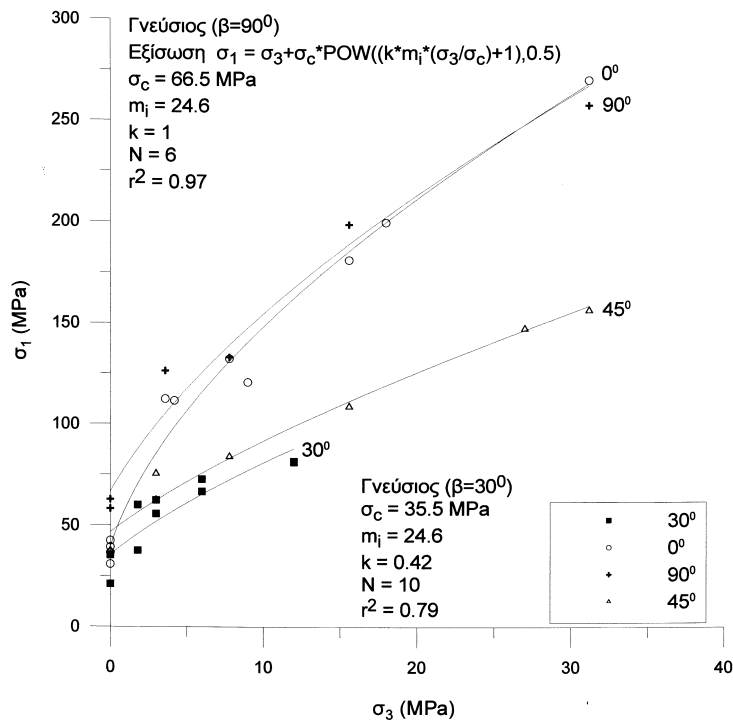 Γνεύσιος (β=90⁰)
Εξίσωση σ₁ = σ₃+σc*POW((k*mᵢ*(σ₃/σc)+1),0.5)
σc = 66.5 MPa
mᵢ = 24.6
k = 1
N = 6
r² = 0.97
300
250
200
150
100
50
0
σ₁ (MPa)
0⁰
90⁰
45⁰
30⁰
Γνεύσιος (β=30⁰)
σc = 35.5 MPa
mᵢ = 24.6
k = 0.42
N = 10
r² = 0.79
30⁰
0⁰
90⁰
45⁰
0 10 20 30 40
σ₃ (MPa)